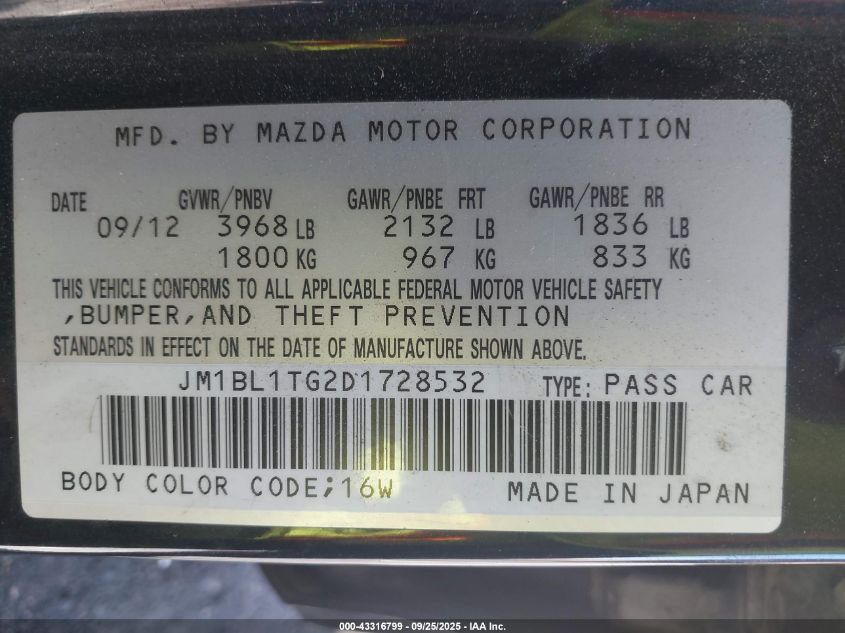 MFD. BY MAZDA MOTOR CORPORATION
DATE GVWR/PNBV GAWR/PNBE FRT GAWR/PNBE RR
09/12 3968 LB 2132 LB 1836 LB
1800 KG 967 KG 833 KG
THIS VEHICLE CONFORMS TO ALL APPLICABLE FEDERAL MOTOR VEHICLE SAFETY
,BUMPER,AND THEFT PREVENTION
STANDARDS IN EFFECT ON THE DATE OF MANUFACTURE SHOWN ABOVE.
JM1BL1TG2D1728532 TYPE: PASS CAR
BODY COLOR CODE;16W MADE IN JAPAN
000-43316799 - 09/25/2025 - IAA Inc.